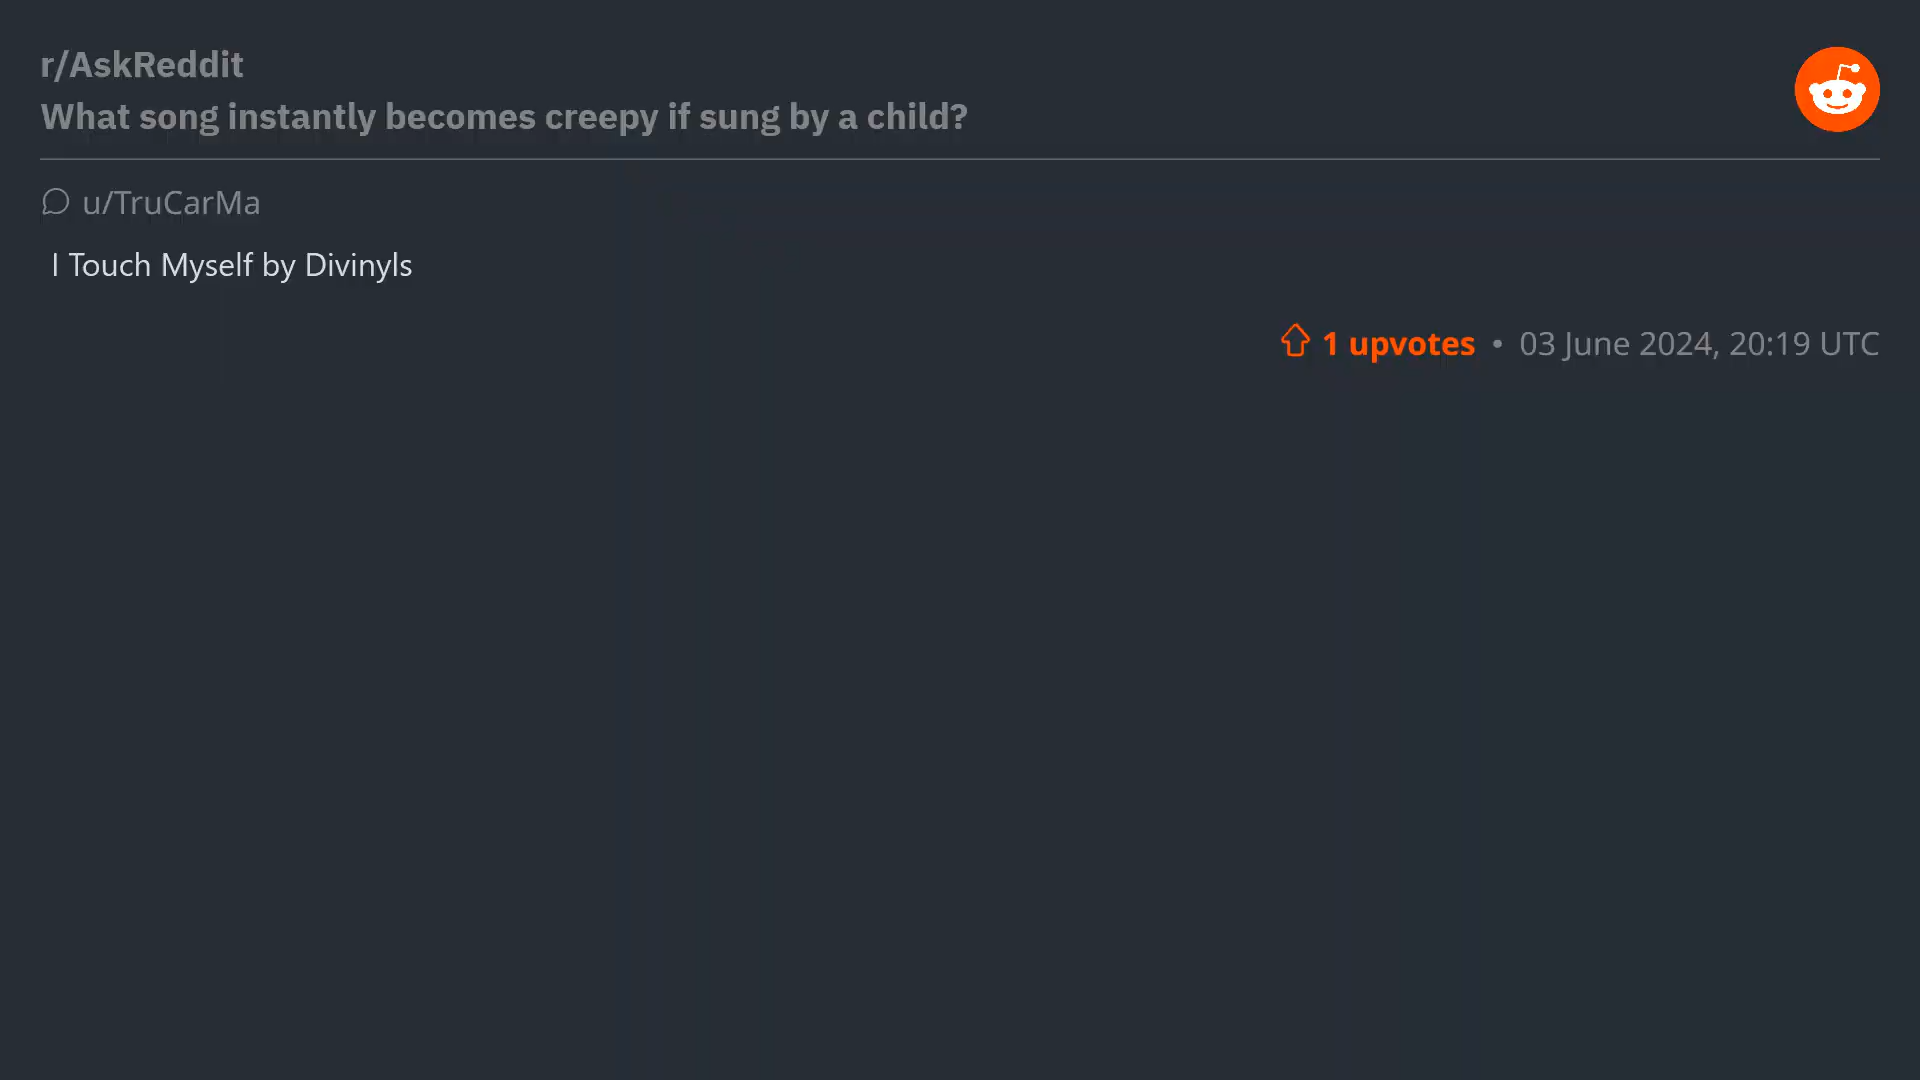 r/AskReddit
What song instantly becomes creepy if sung by a child?
u/TruCarMa
I Touch Myself by Divinyls
1 upvotes • 03 June 2024, 20:19 UTC